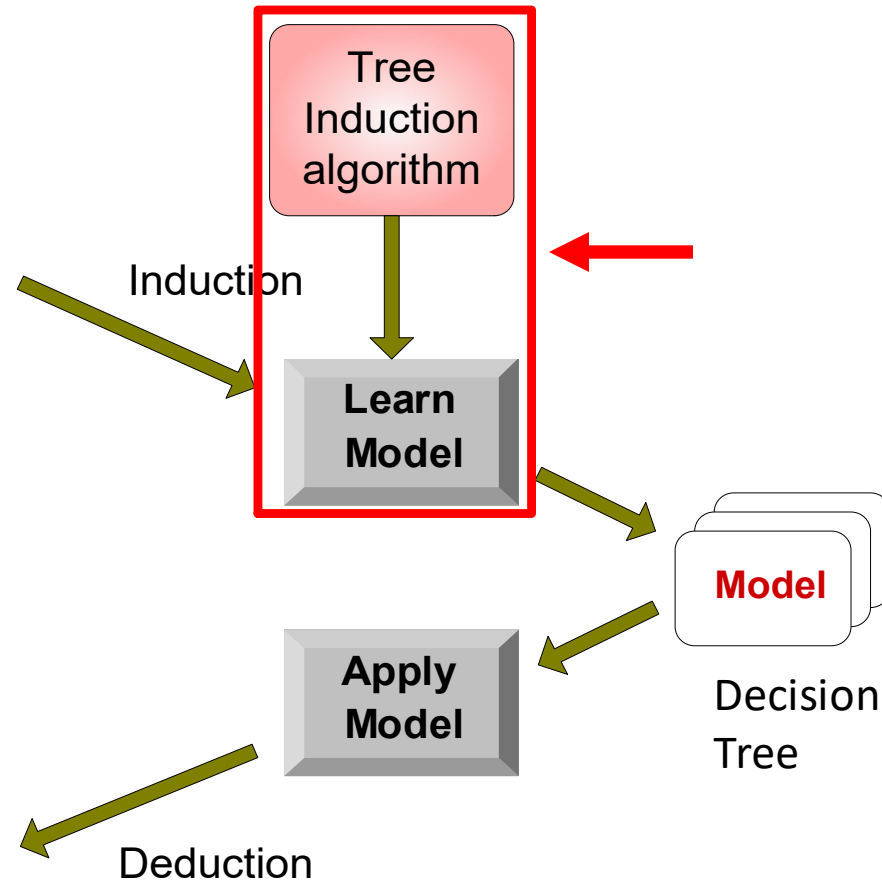 Tree
Induction
algorithm
Induction
Learn
Model
Model
Apply
Model
Decision
Tree
Deduction